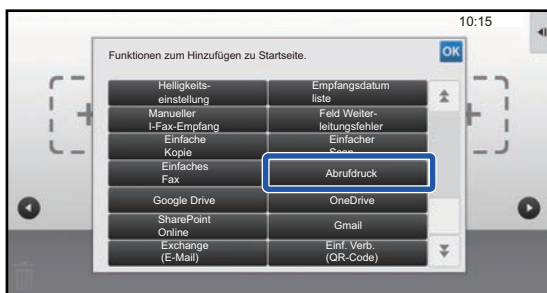 10:15
Funktionen zum Hinzufügen zu Startseite.
OK
Helligkeits-
einstellung
Empfangsdatum
liste
Manueller
I-Fax-Empfang
Feld Weiter-
leitungsfehler
Einfache
Kopie
Einfacher
Scan
Einfaches
Fax
Abrufdruck
Google Drive
OneDrive
SharePoint
Online
Gmail
Exchange
(E-Mail)
Einf. Verb.
(QR-Code)